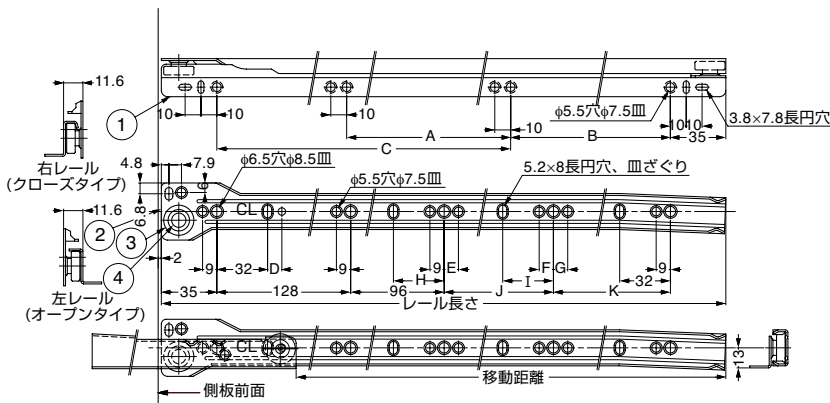 11.6
①
10
10
10
A
C
B
φ5.5穴φ7.5皿
10
10
35
3.8×7.8長円穴
右レール
(クローズタイプ)
4.8
7.9
6
6.8
φ6.5穴φ8.5皿
φ5.5穴φ7.5皿
5.2×8長円穴、皿ざぐり
CL
11.6
②
③
④
2
左レール
(オープンタイプ)
9
32
D
9
H
9
E
I
F
G
32
9
35
128
96
J
K
レール長さ
CL
13
移動距離
側板前面